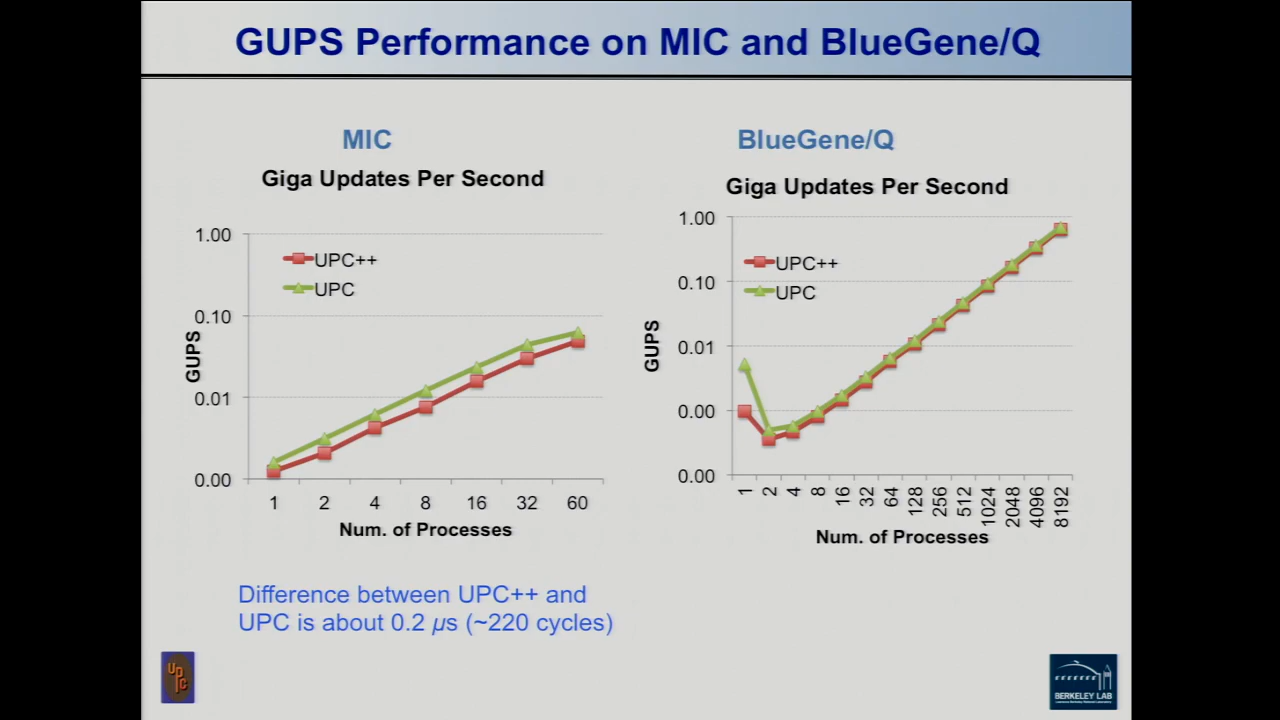 GUPS Performance on MIC and BlueGene/Q
MIC
Giga Updates Per Second
1.00
0.10
0.01
0.00
GUPS
UPC++
UPC
1 2 4 8 16 32 60
Num. of Processes
BlueGene/Q
Giga Updates Per Second
1.00
0.10
0.01
0.00
0.00
GUPS
UPC++
UPC
1 2 4 8 16 32 64 128 256 512 1024 2048 4096 8192
Num. of Processes
Difference between UPC++ and
UPC is about 0.2 µs (~220 cycles)
UPC
BERKELEY LAB